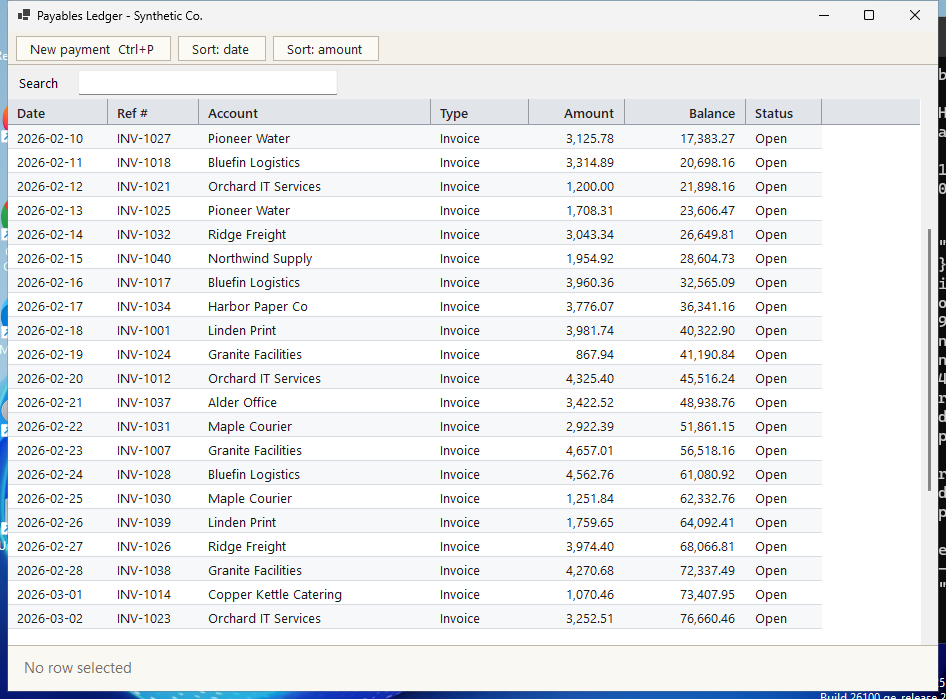 Payables Ledger - Synthetic Co.
New payment Ctrl+P Sort: date Sort: amount
Search
Date Ref # Account Type Amount Balance Status
2026-02-10 INV-1027 Pioneer Water Invoice 3,125.78 17,383.27 Open
2026-02-11 INV-1018 Bluefin Logistics Invoice 3,314.89 20,698.16 Open
2026-02-12 INV-1021 Orchard IT Services Invoice 1,200.00 21,898.16 Open
2026-02-13 INV-1025 Pioneer Water Invoice 1,708.31 23,606.47 Open
2026-02-14 INV-1032 Ridge Freight Invoice 3,043.34 26,649.81 Open
2026-02-15 INV-1040 Northwind Supply Invoice 1,954.92 28,604.73 Open
2026-02-16 INV-1017 Bluefin Logistics Invoice 3,960.36 32,565.09 Open
2026-02-17 INV-1034 Harbor Paper Co Invoice 3,776.07 36,341.16 Open
2026-02-18 INV-1001 Linden Print Invoice 3,981.74 40,322.90 Open
2026-02-19 INV-1024 Granite Facilities Invoice 867.94 41,190.84 Open
2026-02-20 INV-1012 Orchard IT Services Invoice 4,325.40 45,516.24 Open
2026-02-21 INV-1037 Alder Office Invoice 3,422.52 48,938.76 Open
2026-02-22 INV-1031 Maple Courier Invoice 2,922.39 51,861.15 Open
2026-02-23 INV-1007 Granite Facilities Invoice 4,657.01 56,518.16 Open
2026-02-24 INV-1028 Bluefin Logistics Invoice 4,562.76 61,080.92 Open
2026-02-25 INV-1030 Maple Courier Invoice 1,251.84 62,332.76 Open
2026-02-26 INV-1039 Linden Print Invoice 1,759.65 64,092.41 Open
2026-02-27 INV-1026 Ridge Freight Invoice 3,974.40 68,066.81 Open
2026-02-28 INV-1038 Granite Facilities Invoice 4,270.68 72,337.49 Open
2026-03-01 INV-1014 Copper Kettle Catering Invoice 1,070.46 73,407.95 Open
2026-03-02 INV-1023 Orchard IT Services Invoice 3,252.51 76,660.46 Open
No row selected